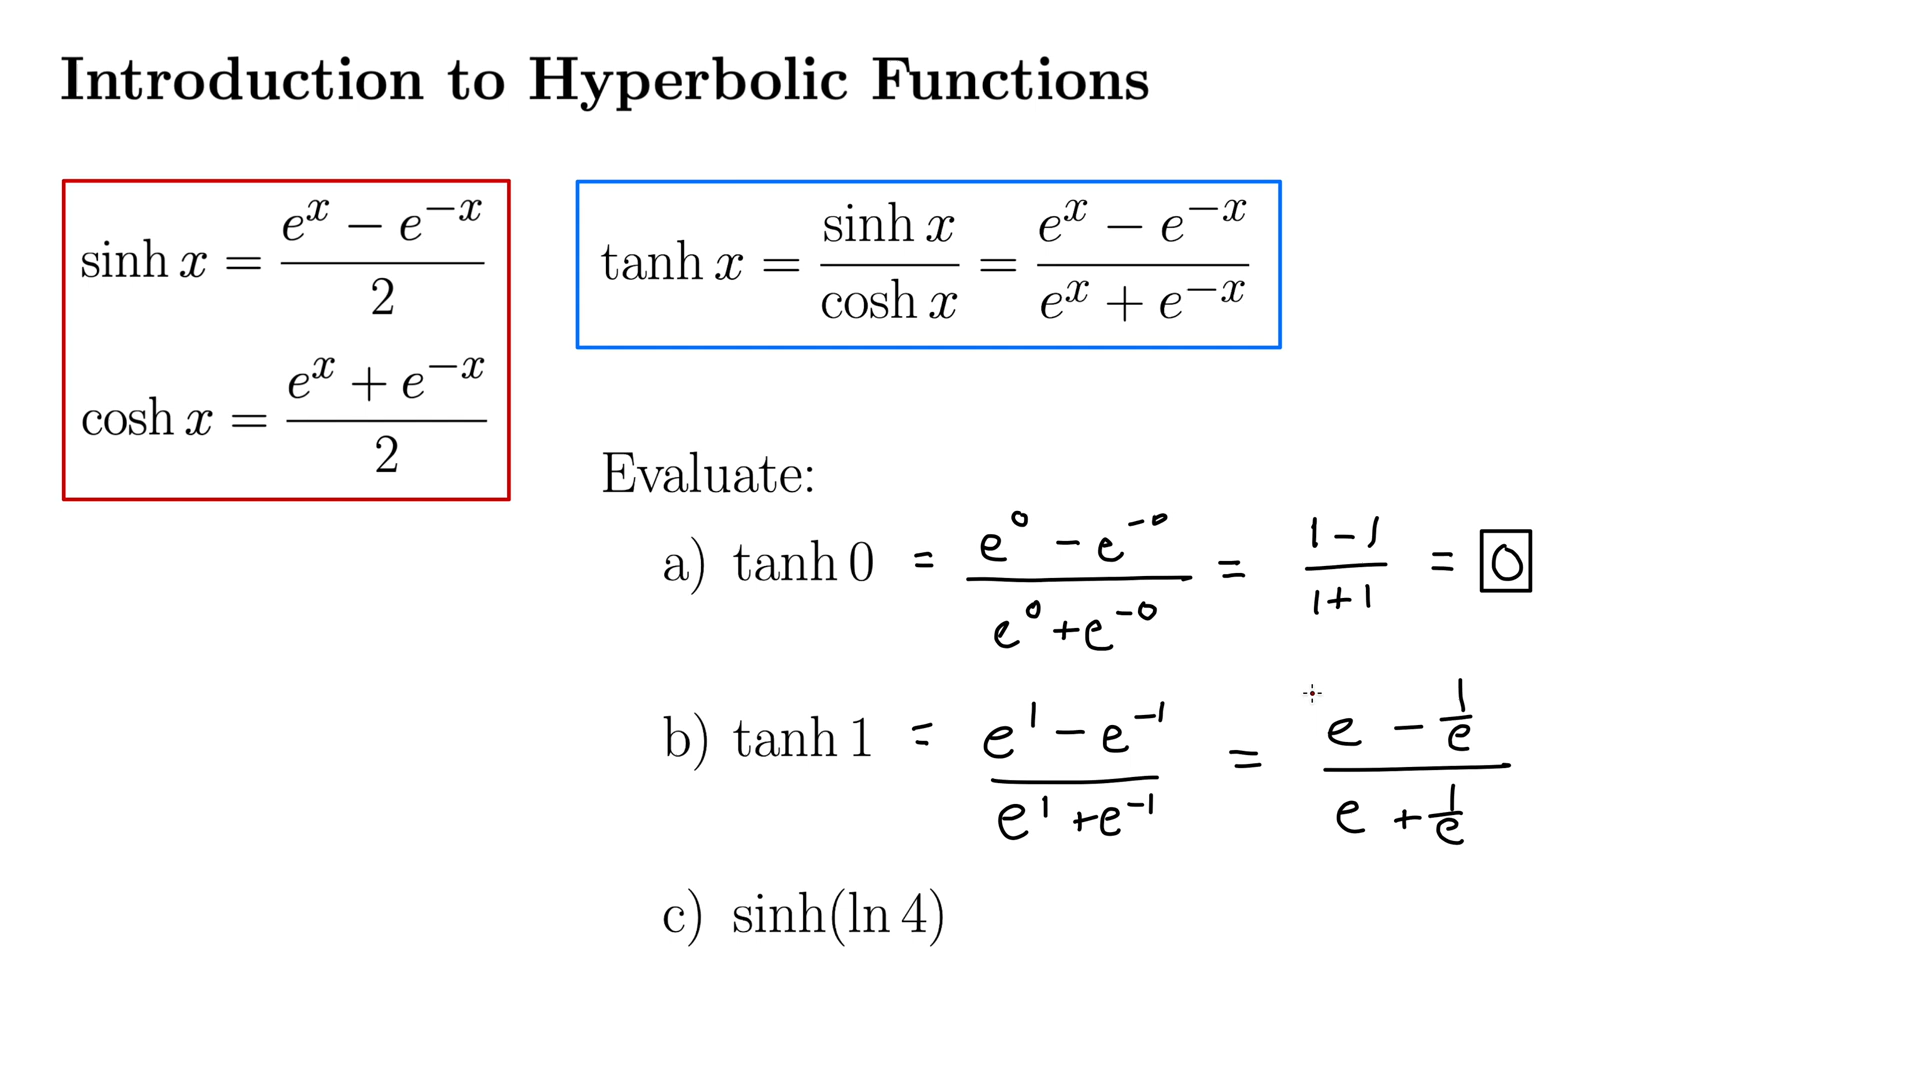 Introduction to Hyperbolic Functions
sinh x = (e^x − e^−x)/2
cosh x = (e^x + e^−x)/2
tanh x = sinh x/cosh x = (e^x − e^−x)/(e^x + e^−x)
Evaluate:
a) tanh 0 = (e^0 − e^−0)/(e^0 + e^−0) = (1 − 1)/(1 + 1) = 0
b) tanh 1 = (e^1 − e^−1)/(e^1 + e^−1) = (e − 1/e)/(e + 1/e)
c) sinh(ln 4)